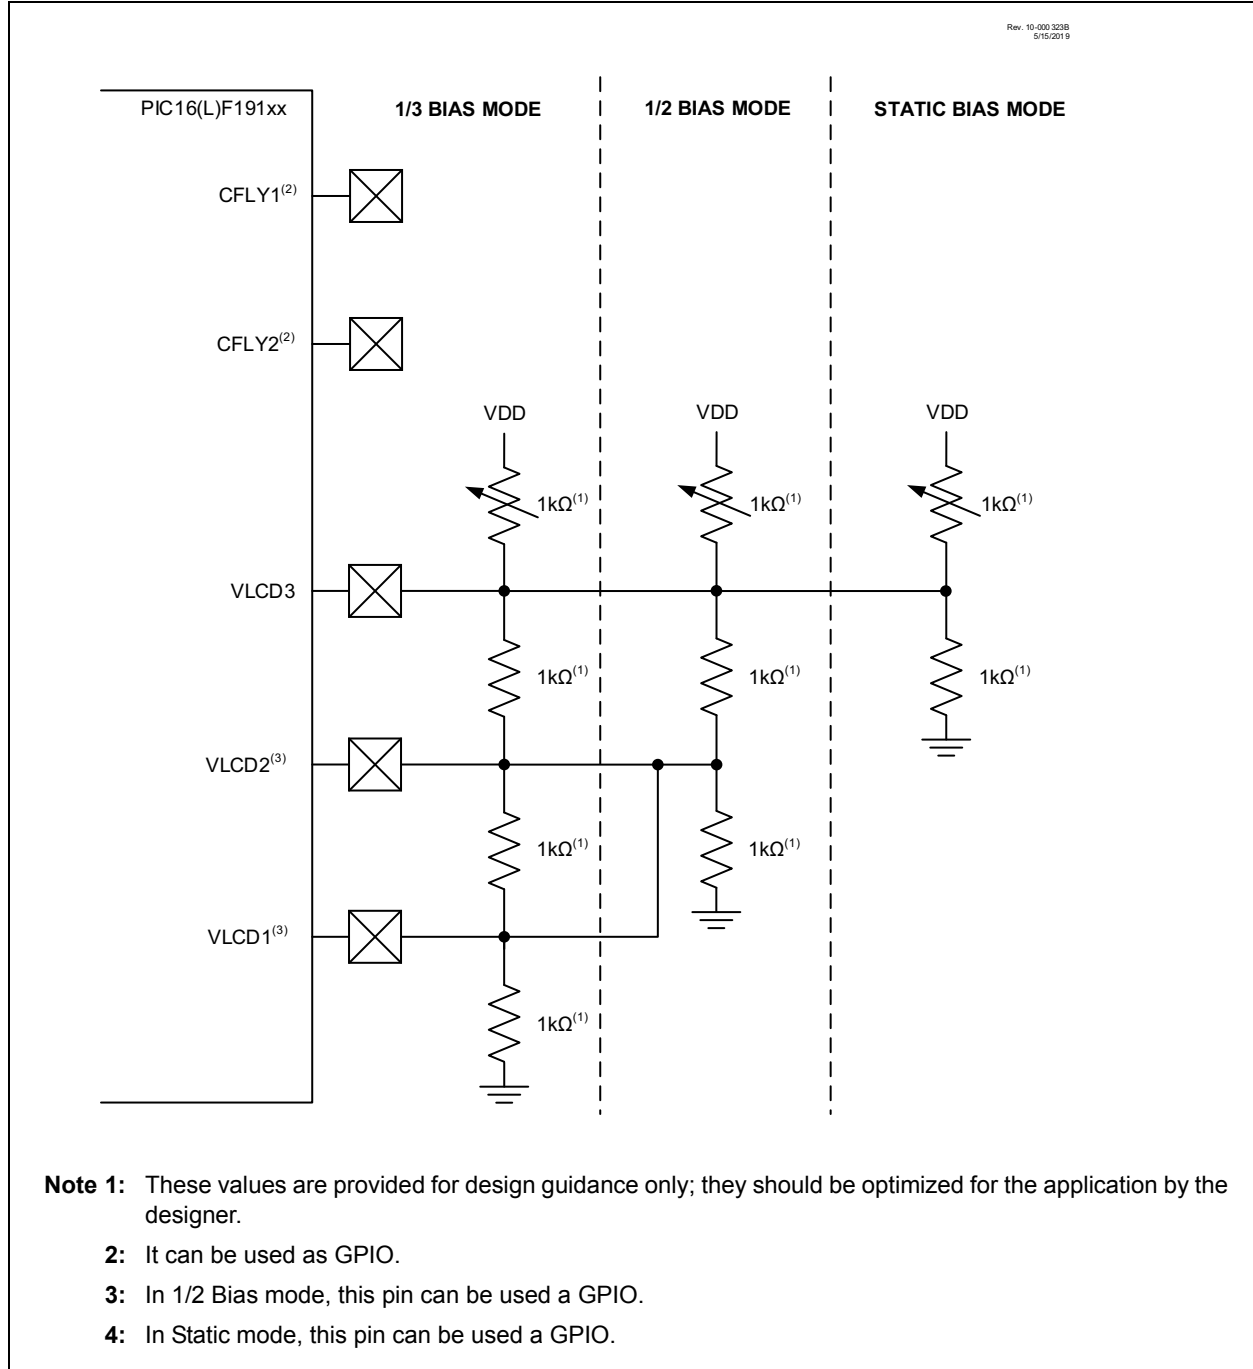 Rev. 10-000 323B
5/15/2019
PIC16(L)F191xx
1/3 BIAS MODE
1/2 BIAS MODE
STATIC BIAS MODE
CFLY1(2)
CFLY2(2)
VDD
VDD
VDD
1kΩ(1)
1kΩ(1)
1kΩ(1)
VLCD3
1kΩ(1)
1kΩ(1)
1kΩ(1)
VLCD2(3)
1kΩ(1)
1kΩ(1)
VLCD1(3)
1kΩ(1)
Note 1: These values are provided for design guidance only; they should be optimized for the application by the
designer.
2: It can be used as GPIO.
3: In 1/2 Bias mode, this pin can be used a GPIO.
4: In Static mode, this pin can be used a GPIO.